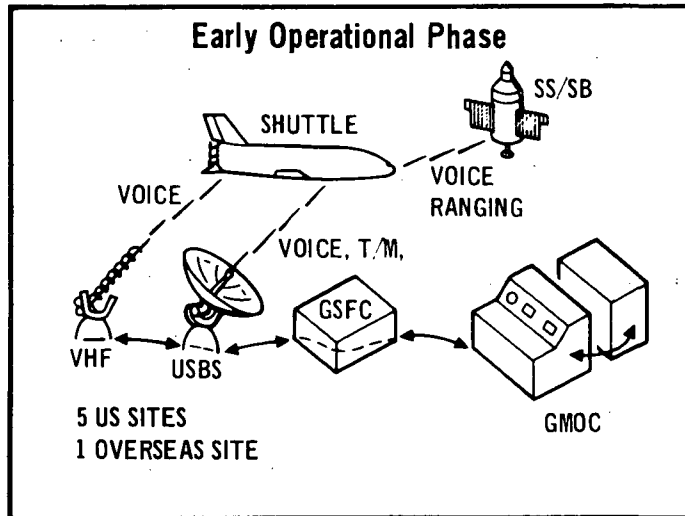 Early Operational Phase
SS/SB
SHUTTLE
VOICE
VOICE
RANGING
VOICE, T/M,
GSFC
VHF
USBS
GMOC
5 US SITES
1 OVERSEAS SITE